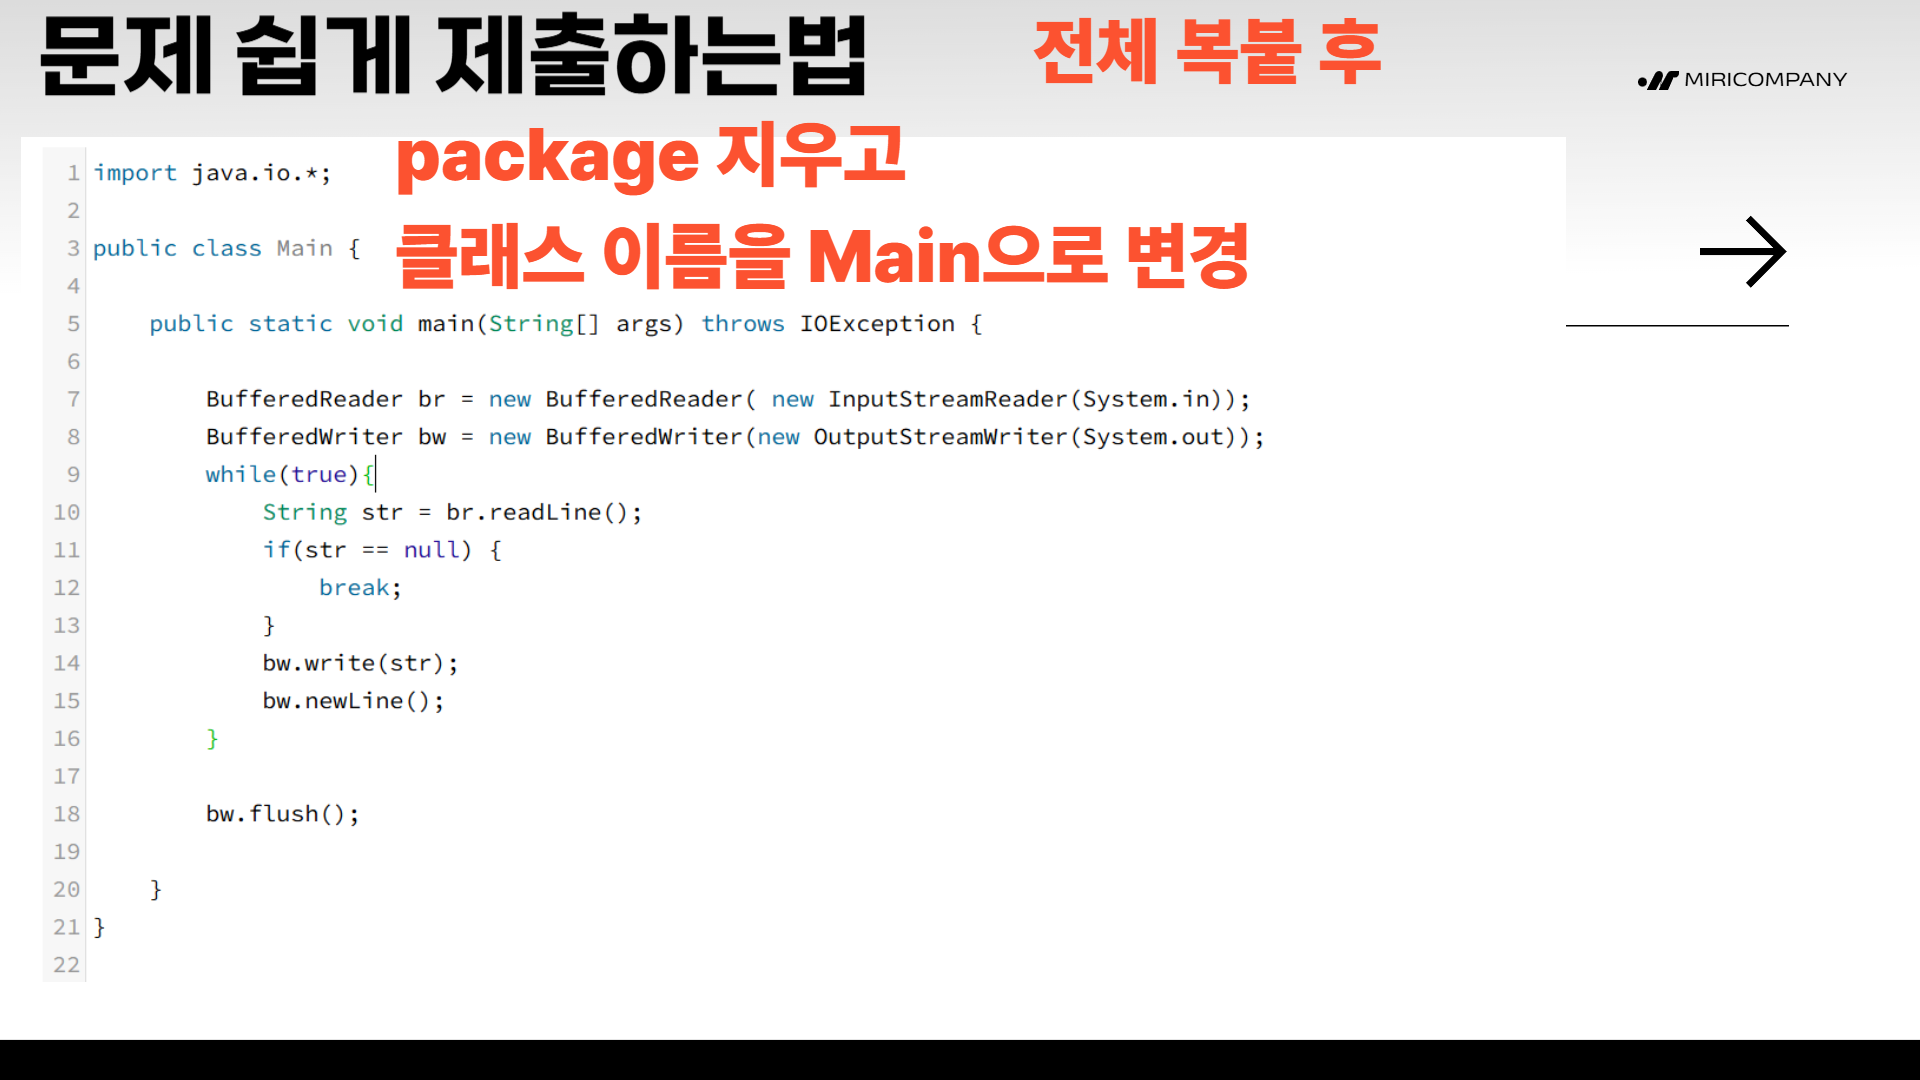 문제 쉽게 제출하는법
전체 복붙 후
MIRICOMPANY
package 지우고
클래스 이름을 Main으로 변경
1 import java.io.*;
2
3 public class Main {
4
5     public static void main(String[] args) throws IOException {
6
7         BufferedReader br = new BufferedReader( new InputStreamReader(System.in));
8         BufferedWriter bw = new BufferedWriter(new OutputStreamWriter(System.out));
9         while(true){
10             String str = br.readLine();
11             if(str == null) {
12                 break;
13             }
14             bw.write(str);
15             bw.newLine();
16         }
17
18         bw.flush();
19
20     }
21 }
22